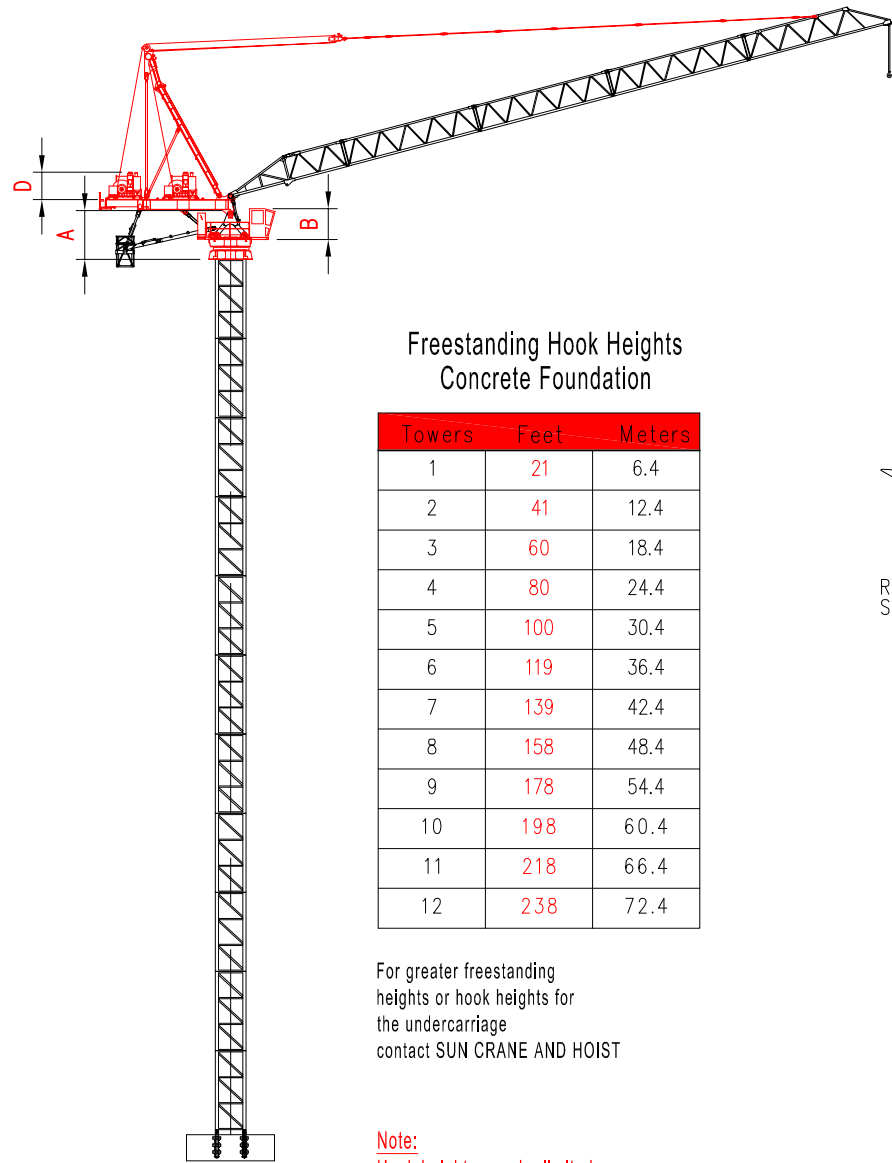 D
A
B
Freestanding Hook Heights
Concrete Foundation
Towers Feet Meters
1 21 6.4
2 41 12.4
3 60 18.4
4 80 24.4
5 100 30.4
6 119 36.4
7 139 42.4
8 158 48.4
9 178 54.4
10 198 60.4
11 218 66.4
12 238 72.4
R
S
For greater freestanding
heights or hook heights for
the undercarriage
contact SUN CRANE AND HOIST
Note: